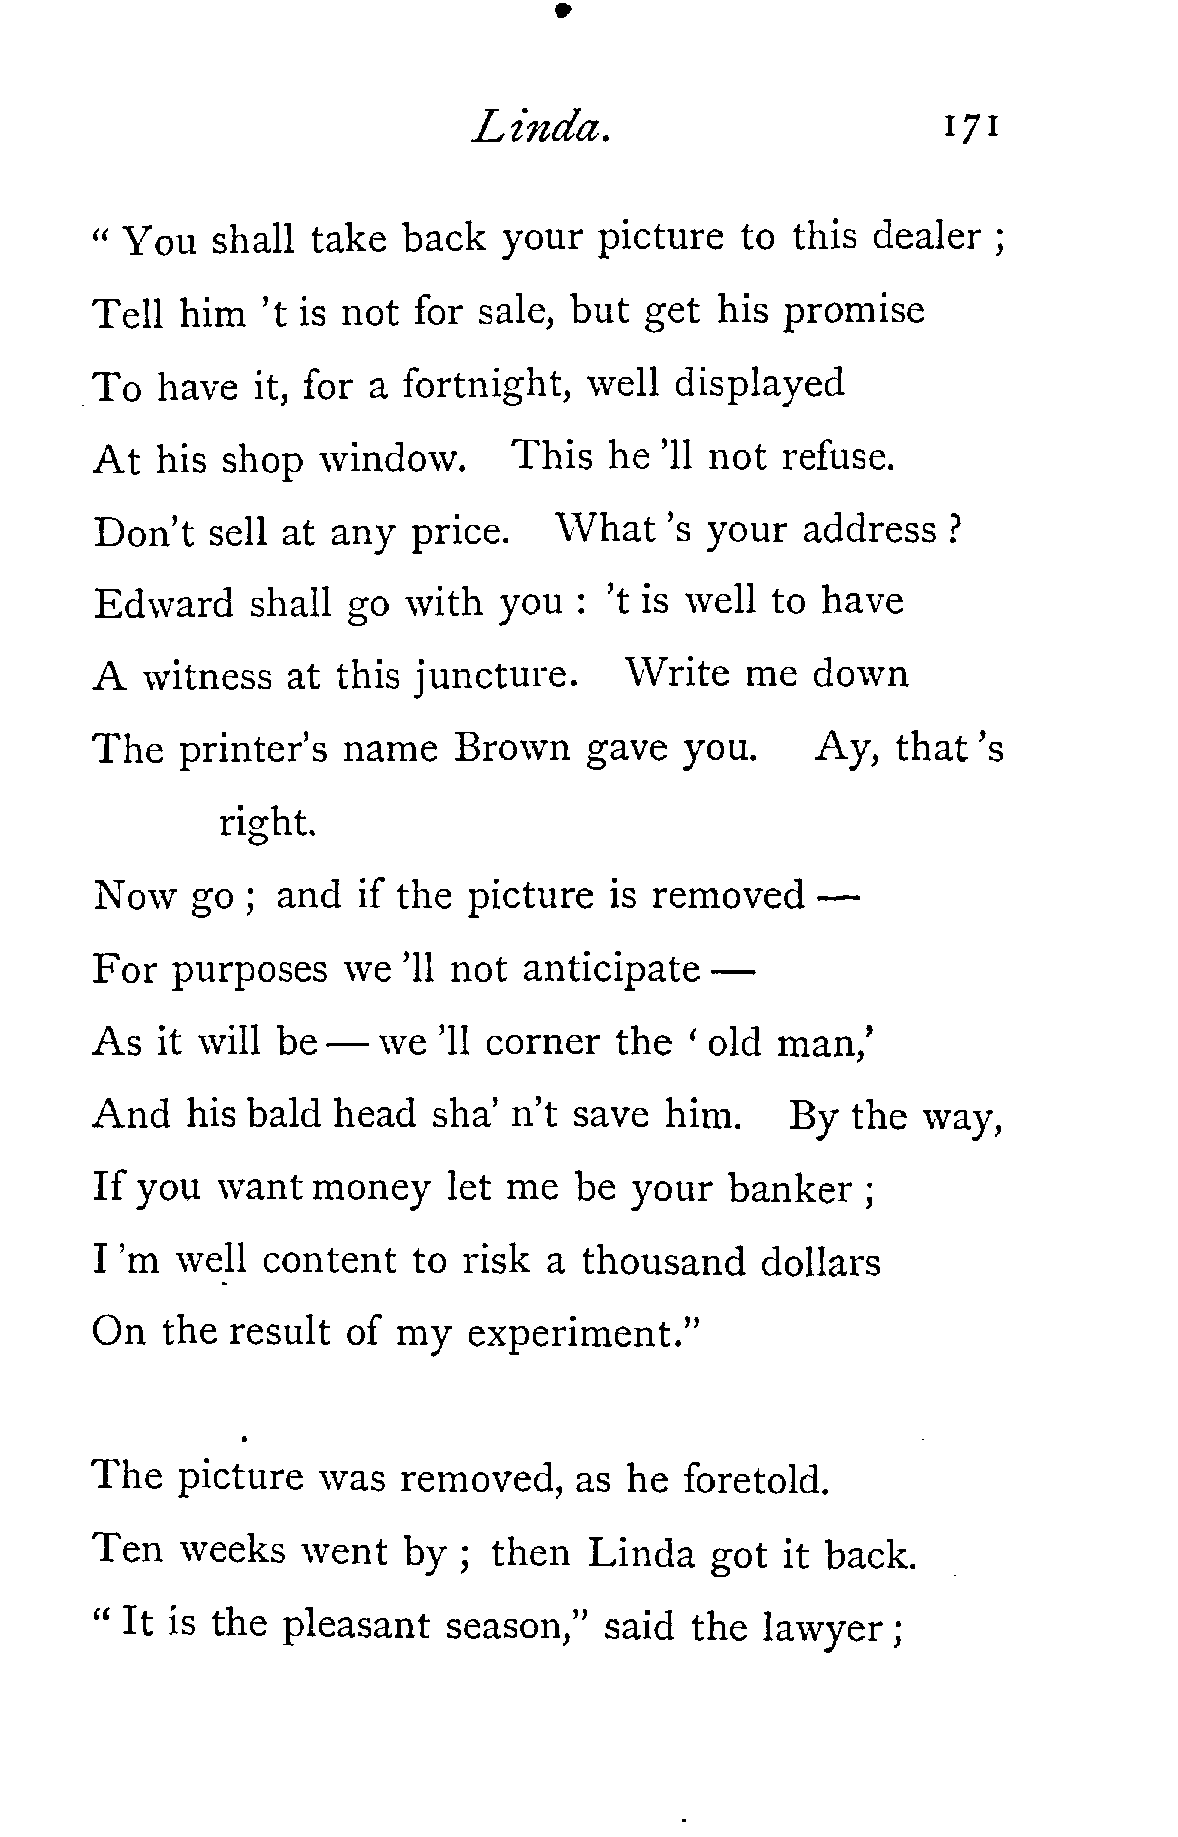 Linda. 171
“ You shall take back your picture to this dealer ;
Tell him ’t is not for sale, but get his promise
To have it, for a fortnight, well displayed
At his shop window. This he ’ll not refuse.
Don’t sell at any price. What ’s your address ?
Edward shall go with you : ’t is well to have
A witness at this juncture. Write me down
The printer’s name Brown gave you. Ay, that ’s
right.
Now go ; and if the picture is removed —
For purposes we ’ll not anticipate —
As it will be — we ’ll corner the ‘ old man,’
And his bald head sha’ n’t save him. By the way,
If you want money let me be your banker ;
I ’m well content to risk a thousand dollars
On the result of my experiment.”
The picture was removed, as he foretold.
Ten weeks went by ; then Linda got it back.
“ It is the pleasant season,” said the lawyer ;